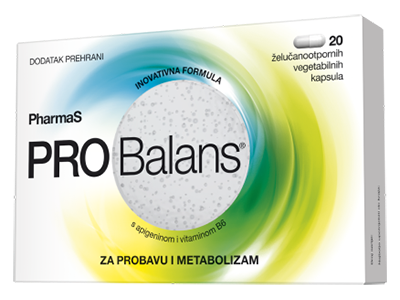 DODATAK PREHRANI
INOVATIVNA FORMULA
20
želučanootpornih
vegetabilnih
kapsula
PharmaS
PRO Balans®
s apigeninom i vitaminom B6
ZA PROBAVU I METABOLIZAM